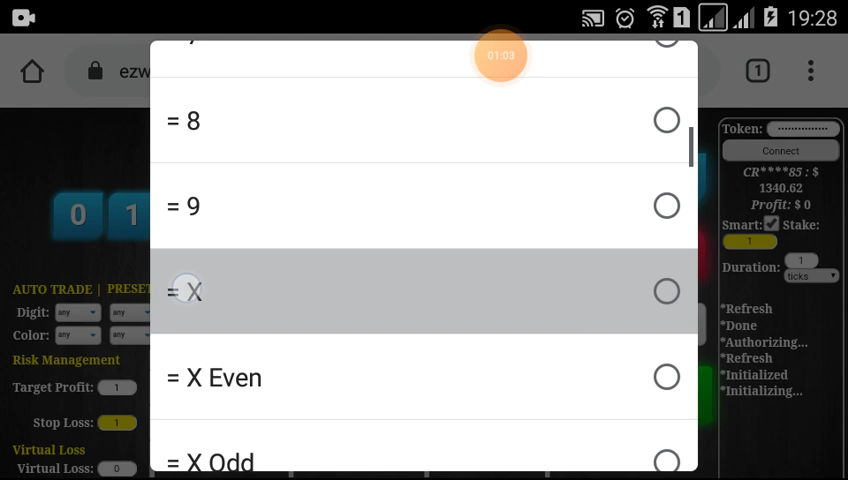 19:28
1
01:03
ezw
1
= 8
= 9
= X
= X Even
= X Odd
0 1
AUTO TRADE | PRESET
Digit: any any
Color: any any
Risk Management
Target Profit: 1
Stop Loss: 1
Virtual Loss
Virtual Loss: 0
Token: ••••••••••••••
Connect
CR****85 : $
1340.62
Profit: $ 0
Smart: Stake:
1
Duration: 1
ticks
*Refresh
*Done
*Authorizing...
*Refresh
*Initialized
*Initializing...